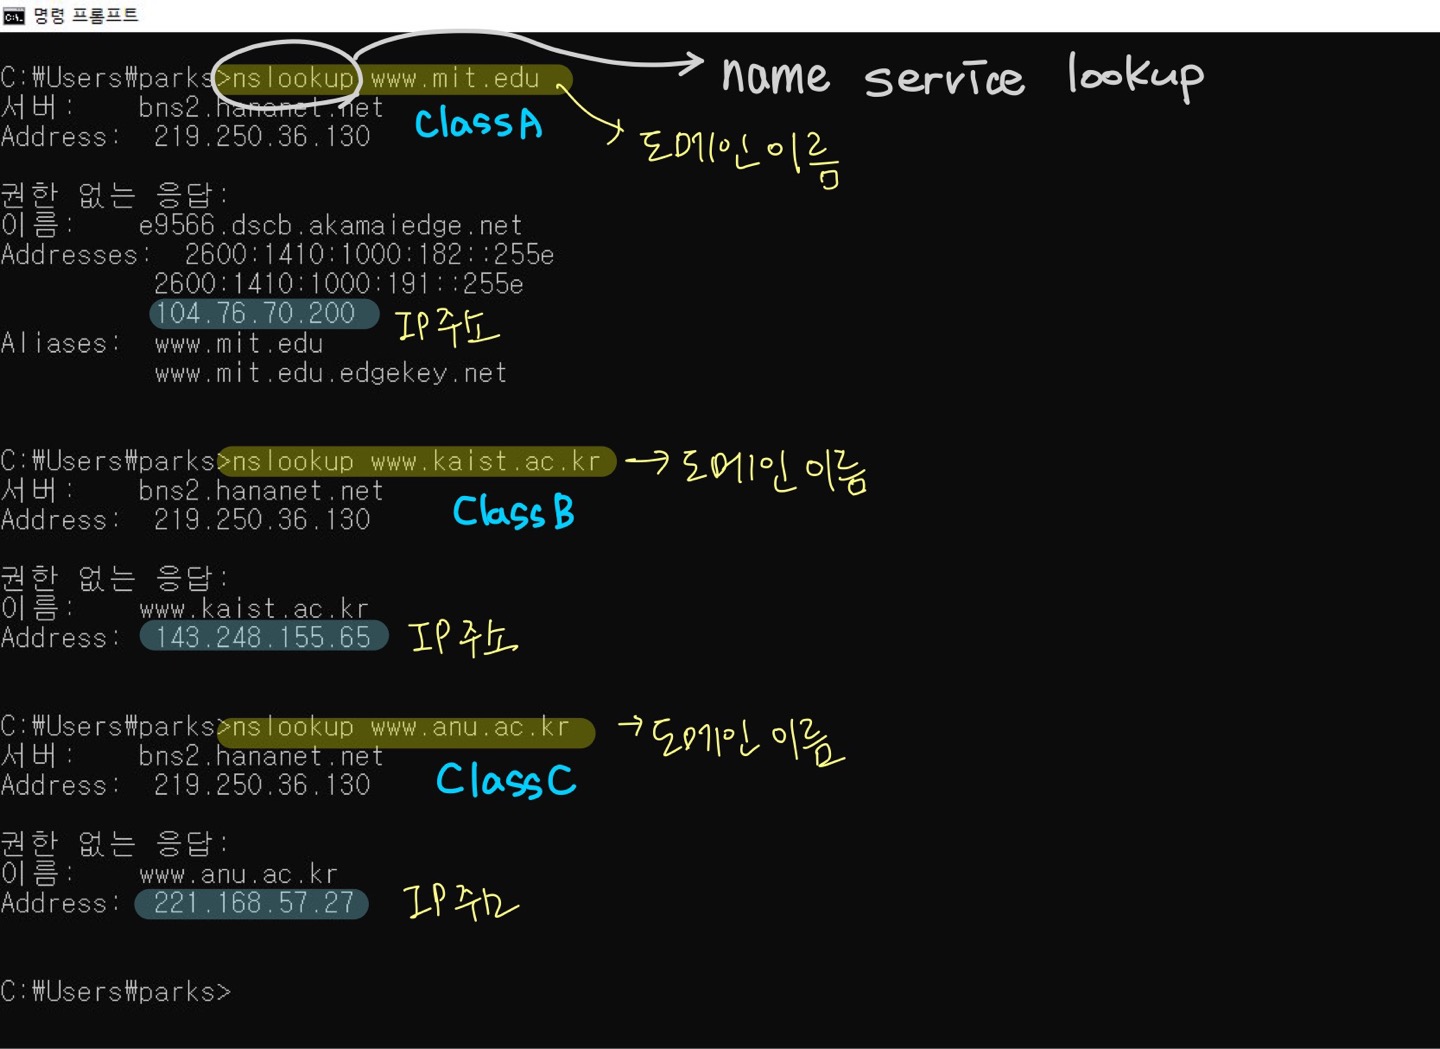 명령 프롬프트
C:₩Users₩parks>nslookup www.mit.edu name service lookup
서버: bns2.hananet.net
Class A
Address: 219.250.36.130
도메인 이름
권한 없는 응답:
이름: e9566.dscb.akamaiedge.net
Addresses: 2600:1410:1000:182::255e
2600:1410:1000:191::255e
104.76.70.200 IP 주소
Aliases: www.mit.edu
www.mit.edu.edgekey.net
C:₩Users₩parks>nslookup www.kaist.ac.kr → 도메인 이름
서버: bns2.hananet.net
Class B
Address: 219.250.36.130
권한 없는 응답:
이름: www.kaist.ac.kr
Address: 143.248.155.65 IP 주소
C:₩Users₩parks>nslookup www.anu.ac.kr → 도메인 이름
서버: bns2.hananet.net
Class C
Address: 219.250.36.130
권한 없는 응답:
이름: www.anu.ac.kr
Address: 221.168.57.27 IP 주소
C:₩Users₩parks>